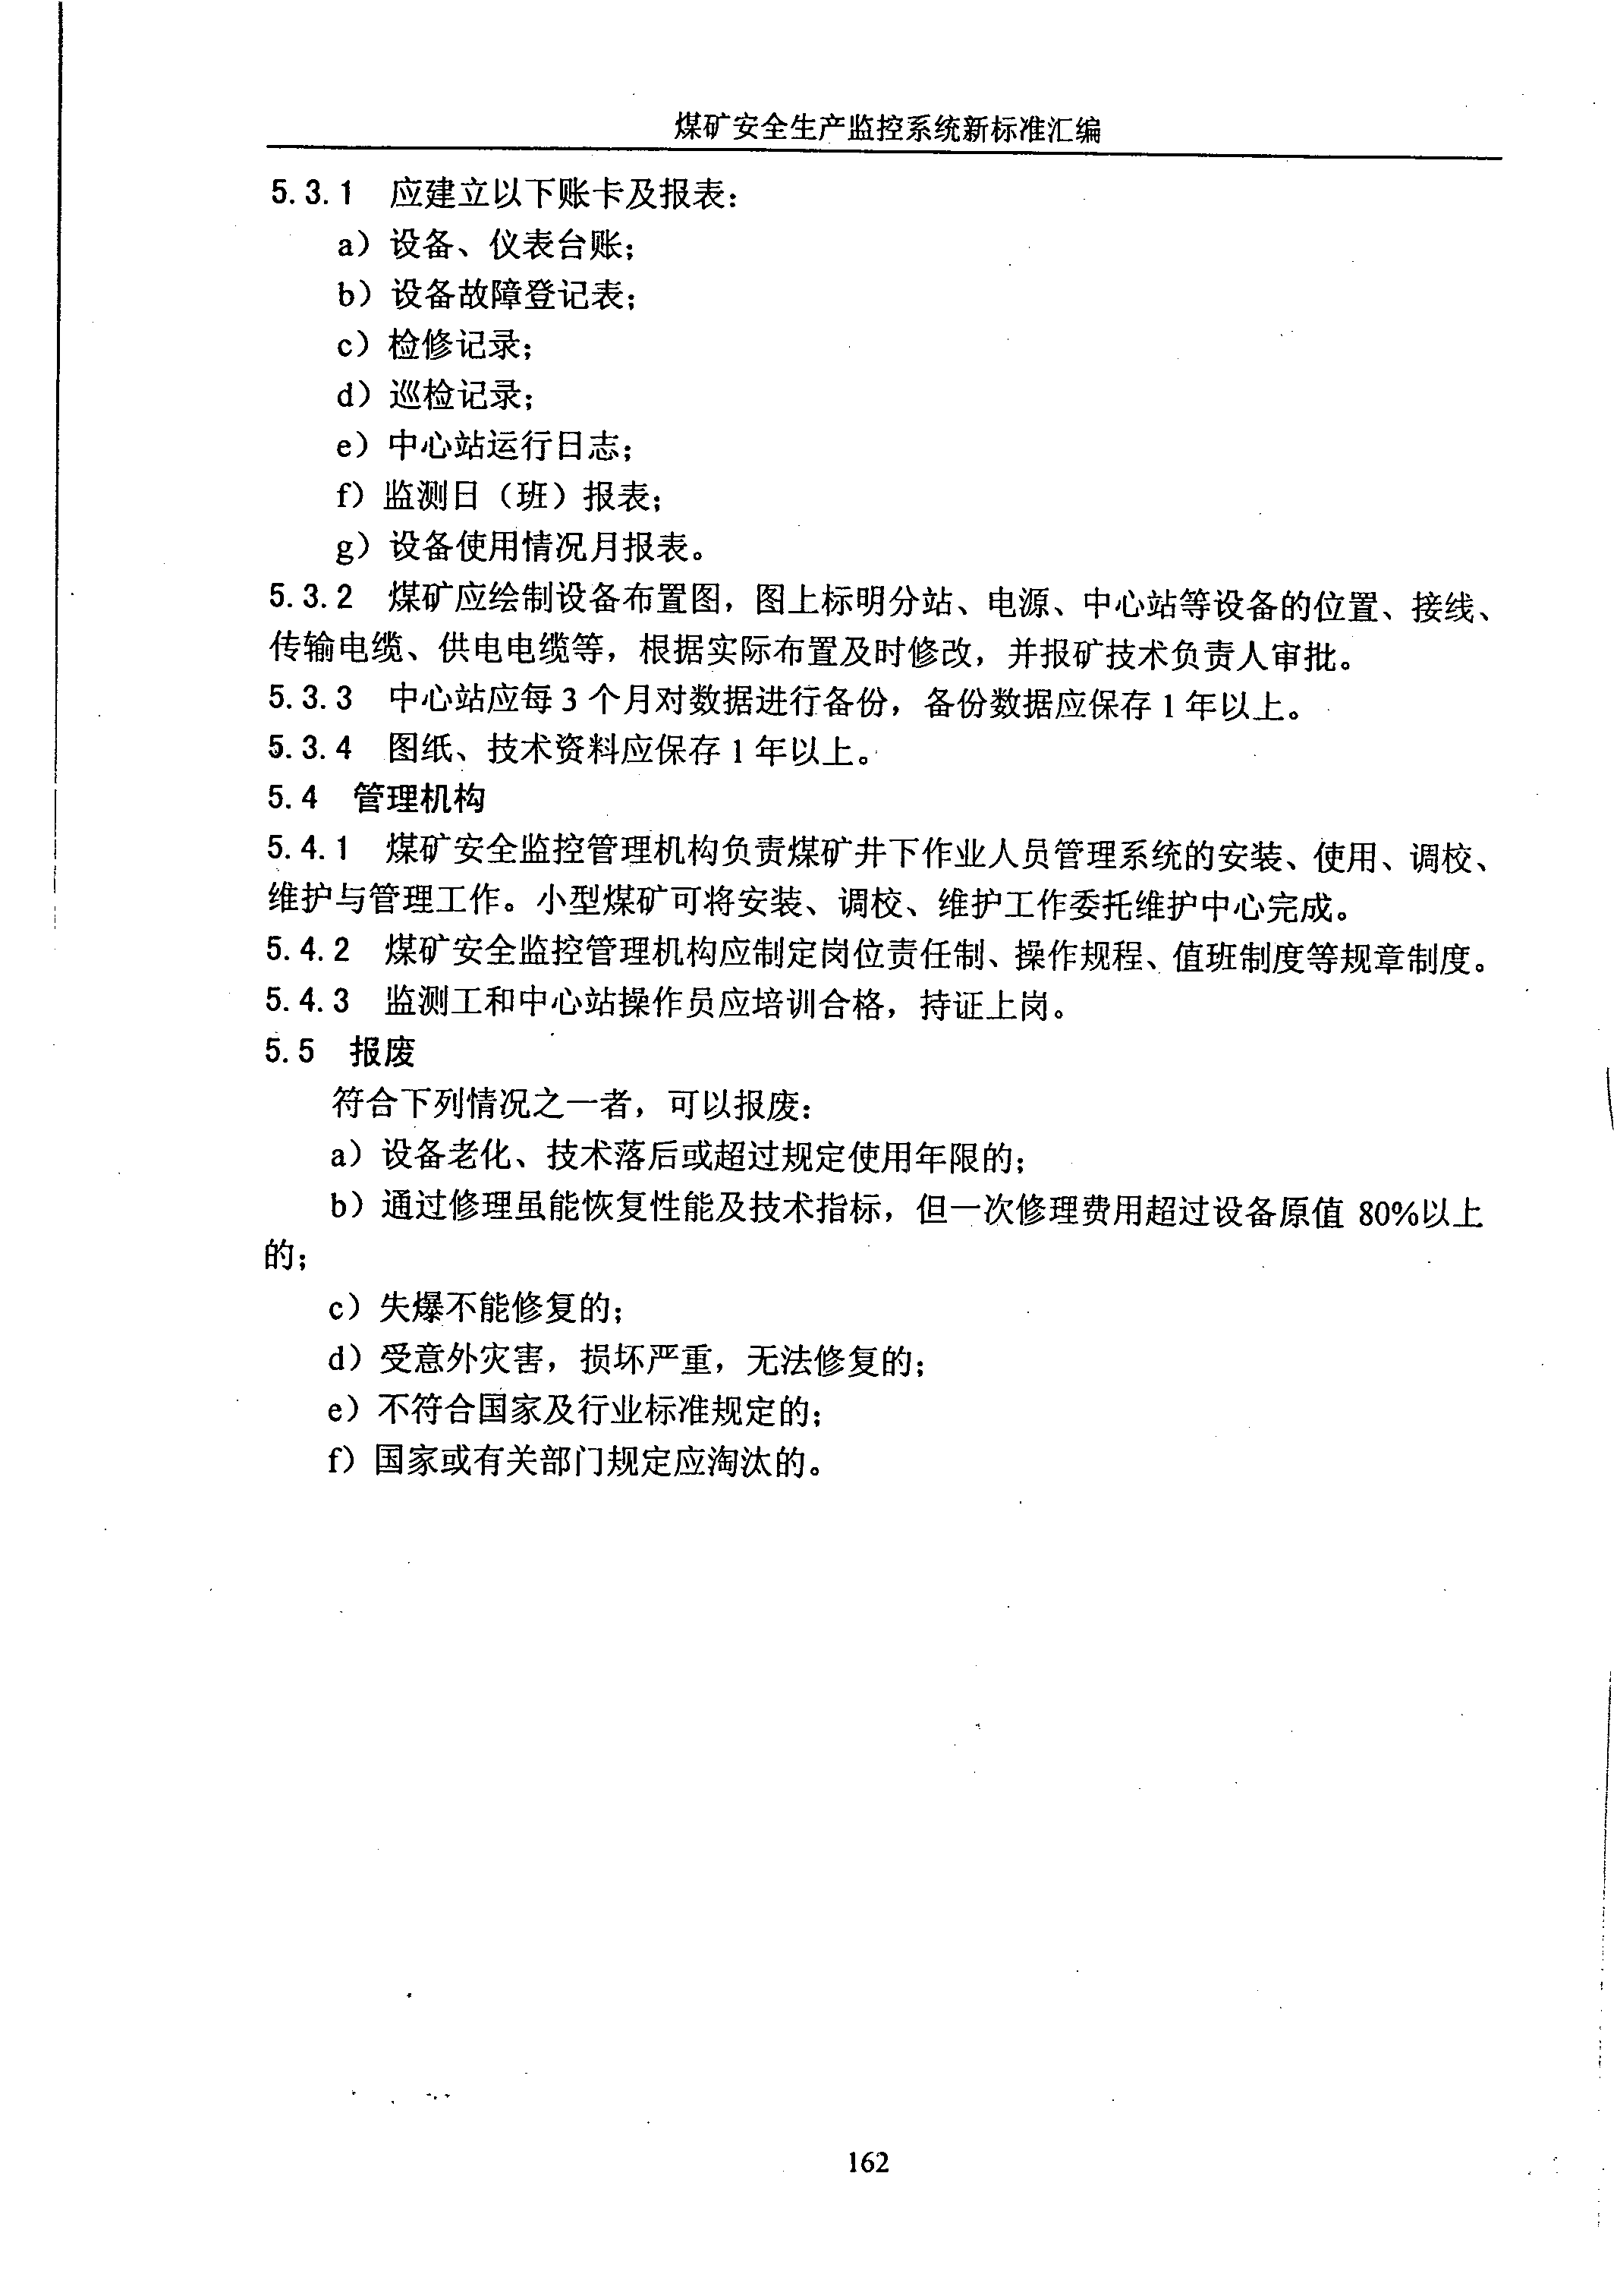 煤矿安全生产监控系统新标准汇编
5.3.1 应建立以下账卡及报表：
a）设备、仪表台账；
b）设备故障登记表；
c）检修记录；
d）巡检记录；
e）中心站运行日志；
f）监测日（班）报表；
g）设备使用情况月报表。
5.3.2 煤矿应绘制设备布置图，图上标明分站、电源、中心站等设备的位置、接线、
传输电缆、供电电缆等，根据实际布置及时修改，并报矿技术负责人审批。
5.3.3 中心站应每 3 个月对数据进行备份，备份数据应保存 1 年以上。
5.3.4 图纸、技术资料应保存 1 年以上。
5.4 管理机构
5.4.1 煤矿安全监控管理机构负责煤矿井下作业人员管理系统的安装、使用、调校、
维护与管理工作。小型煤矿可将安装、调校、维护工作委托维护中心完成。
5.4.2 煤矿安全监控管理机构应制定岗位责任制、操作规程、值班制度等规章制度。
5.4.3 监测工和中心站操作员应培训合格，持证上岗。
5.5 报废
符合下列情况之一者，可以报废：
a）设备老化、技术落后或超过规定使用年限的；
b）通过修理虽能恢复性能及技术指标，但一次修理费用超过设备原值 80%以上
的；
c）失爆不能修复的；
d）受意外灾害，损坏严重，无法修复的；
e）不符合国家及行业标准规定的；
f）国家或有关部门规定应淘汰的。
162